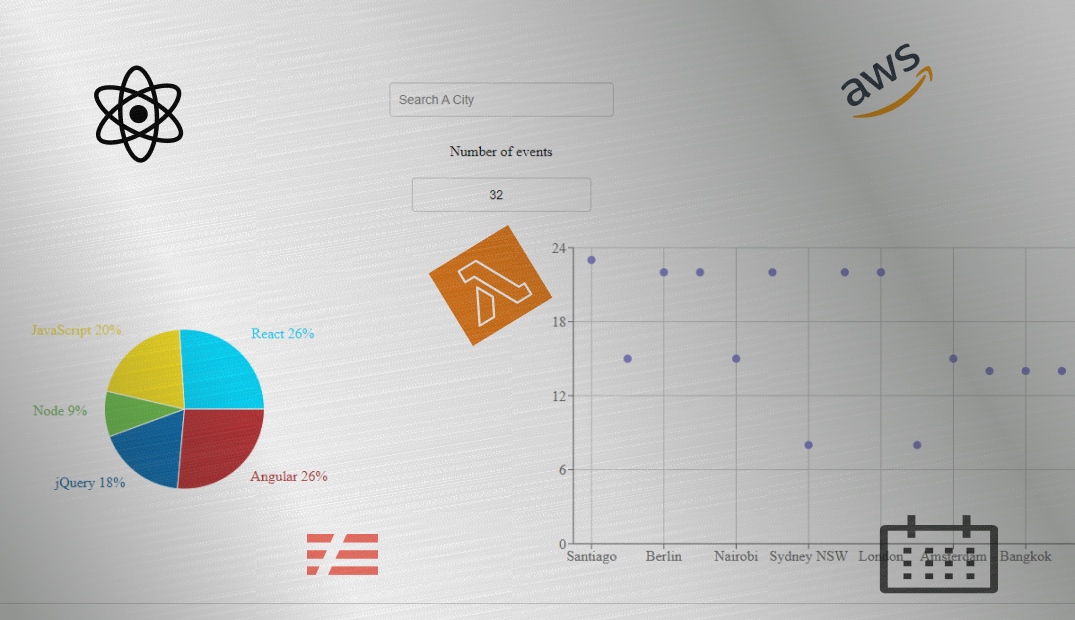 aws
Search A City
Number of events
32
JavaScript 20%
React 26%
Node 9%
jQuery 18%
Angular 26%
24
18
12
6
0
Santiago Berlin Nairobi Sydney NSW London Amsterdam Bangkok